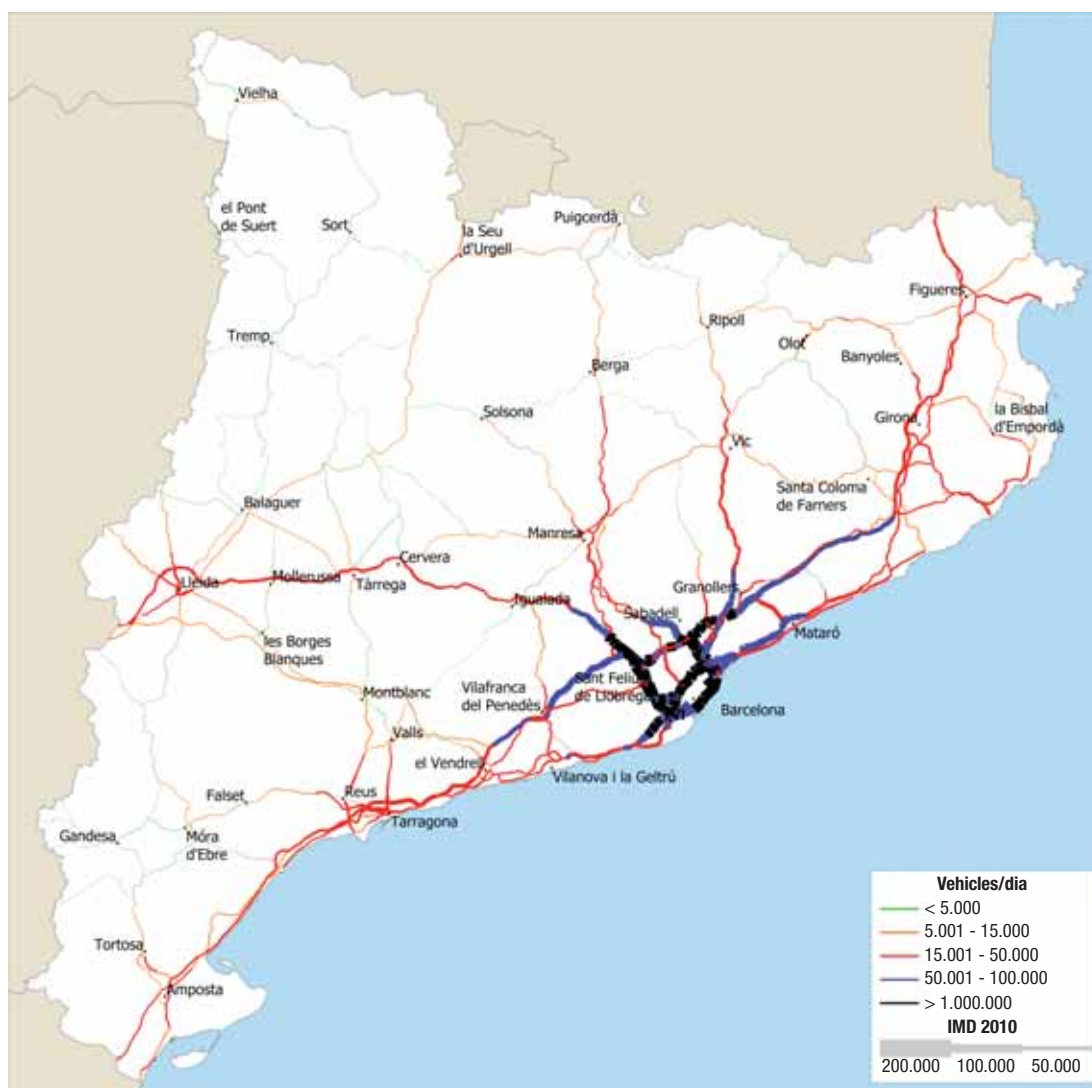 Vielha
el Pont
de Suert
Sort
la Seu
d'Urgell
Puigcerdà
Figueres
Tremp
Ripoll
Olot
Banyoles
Berga
Solsona
Girona
la Bisbal
d'Empordà
Vic
Santa Coloma
de Farners
Balaguer
Manresa
Cervera
Lleida
Mollerussa
Tàrrega
Igualada
Granollers
Sabadell
Mataró
les Borges
Blanques
Sant Feliu
de Llobregat
Montblanc
Vilafranca
del Penedès
Barcelona
Valls
el Vendrell
Vilanova i la Geltrú
Falset
Reus
Tarragona
Gandesa
Móra
d'Ebre
Tortosa
Amposta
Vehicles/dia
< 5.000
5.001 - 15.000
15.001 - 50.000
50.001 - 100.000
> 1.000.000
IMD 2010
200.000 100.000 50.000